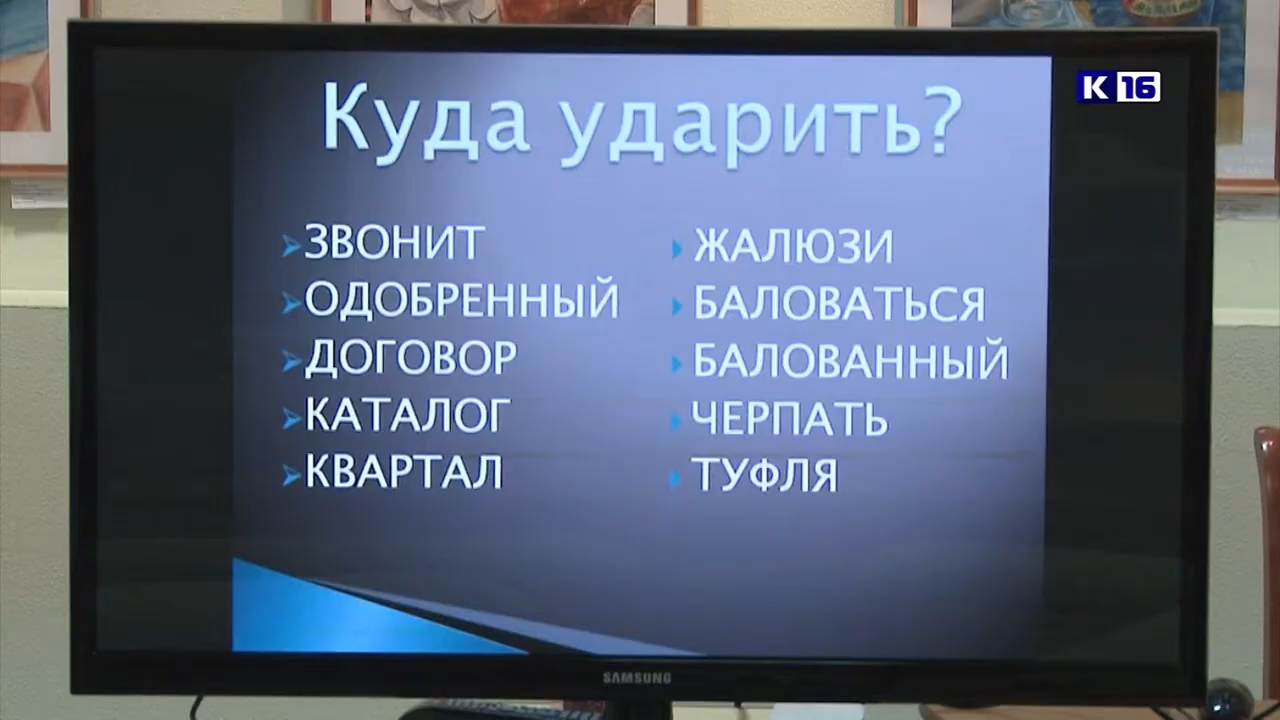 К 16
Куда ударить?
ЗВОНИТ
ОДОБРЕННЫЙ
ДОГОВОР
КАТАЛОГ
КВАРТАЛ
ЖАЛЮЗИ
БАЛОВАТЬСЯ
БАЛОВАННЫЙ
ЧЕРПАТЬ
ТУФЛЯ
SAMSUNG